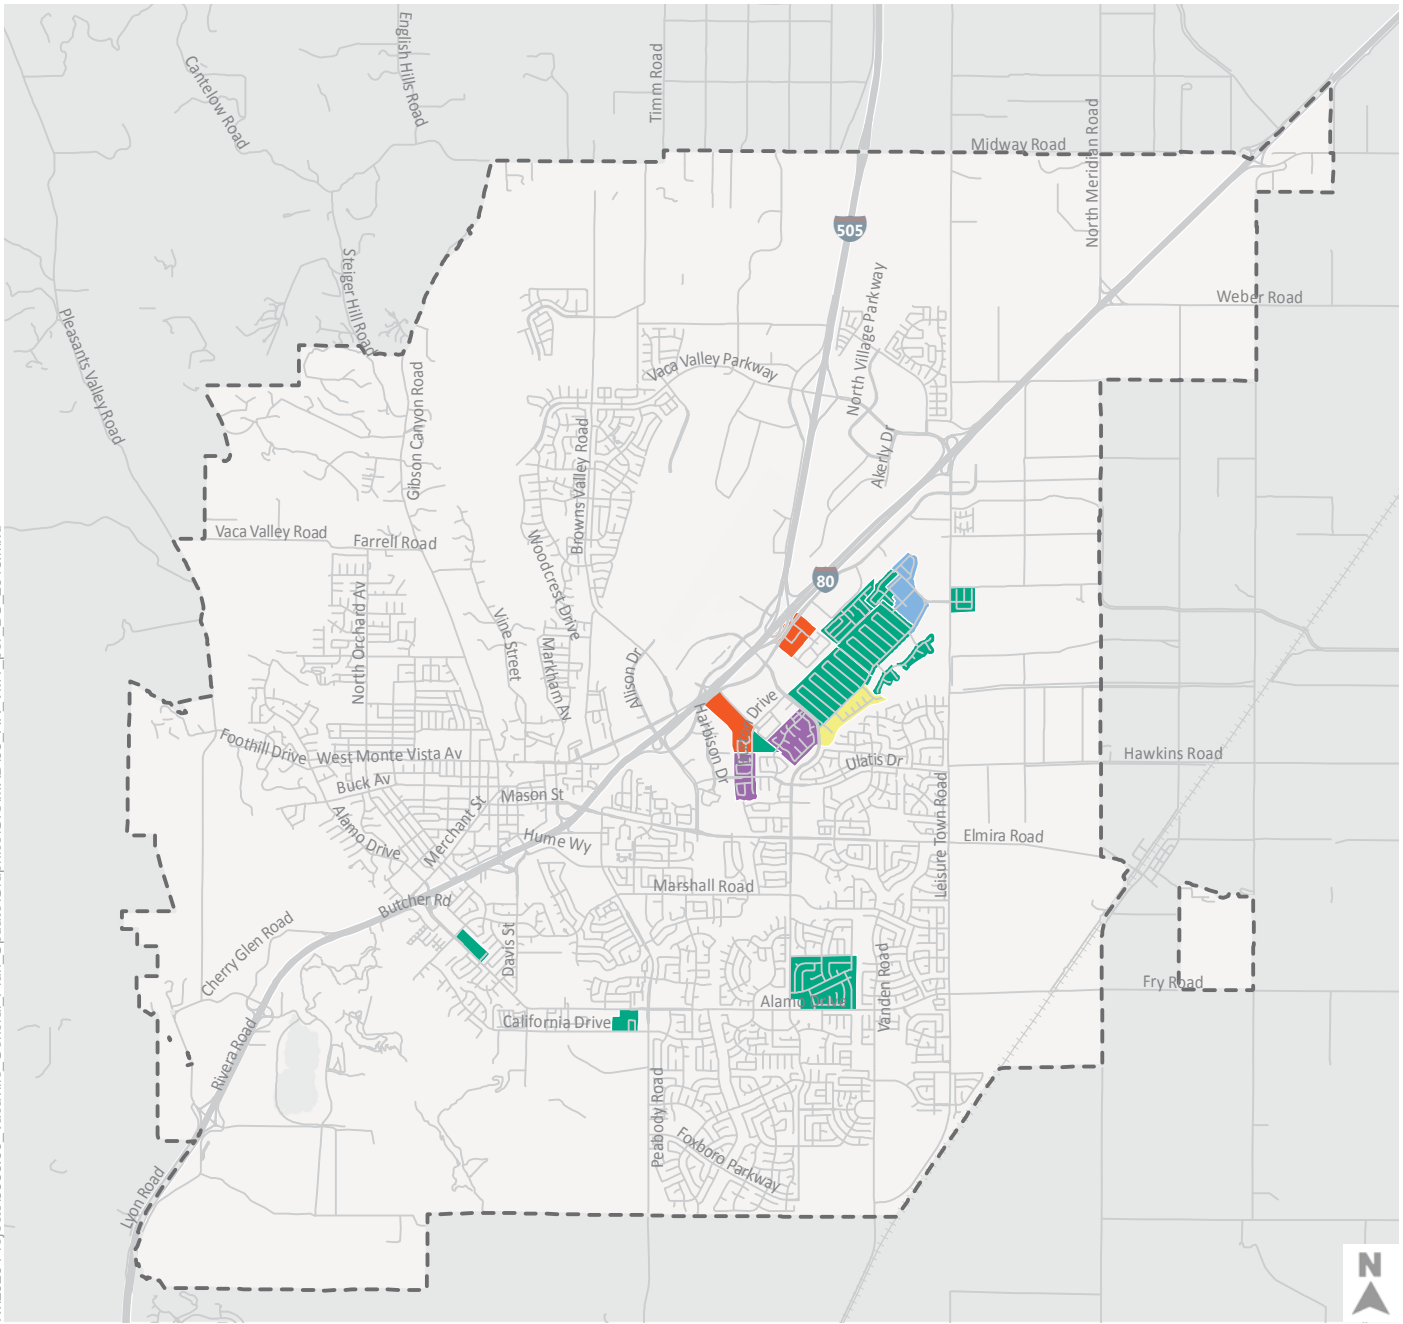 English Hills Road
Cantelow Road
Timm Road
Midway Road
North Meridian Road
505
Steiger Hill Road
North Village Parkway
Weber Road
Pleasants Valley Road
Vaca Valley Parkway
Gibson Canyon Road
Browns Valley Road
Akerly Dr
Vaca Valley Road
Farrell Road
Woodcrest Drive
80
North Orchard Av
Vine Street
Markham Av
Allison Dr
Harbison Dr
Drive
Foothill Drive
West Monte Vista Av
Ulatis Dr
Hawkins Road
Buck Av
Mason St
Merchant St
Alamo Drive
Hume Wy
Elmira Road
Leisure Town Road
Marshall Road
Butcher Rd
Cherry Glen Road
Davis St
Vanden Road
Fry Road
Alamo Drive
California Drive
Rivera Road
Peabody Road
Foxboro Parkway
Lyon Road
N